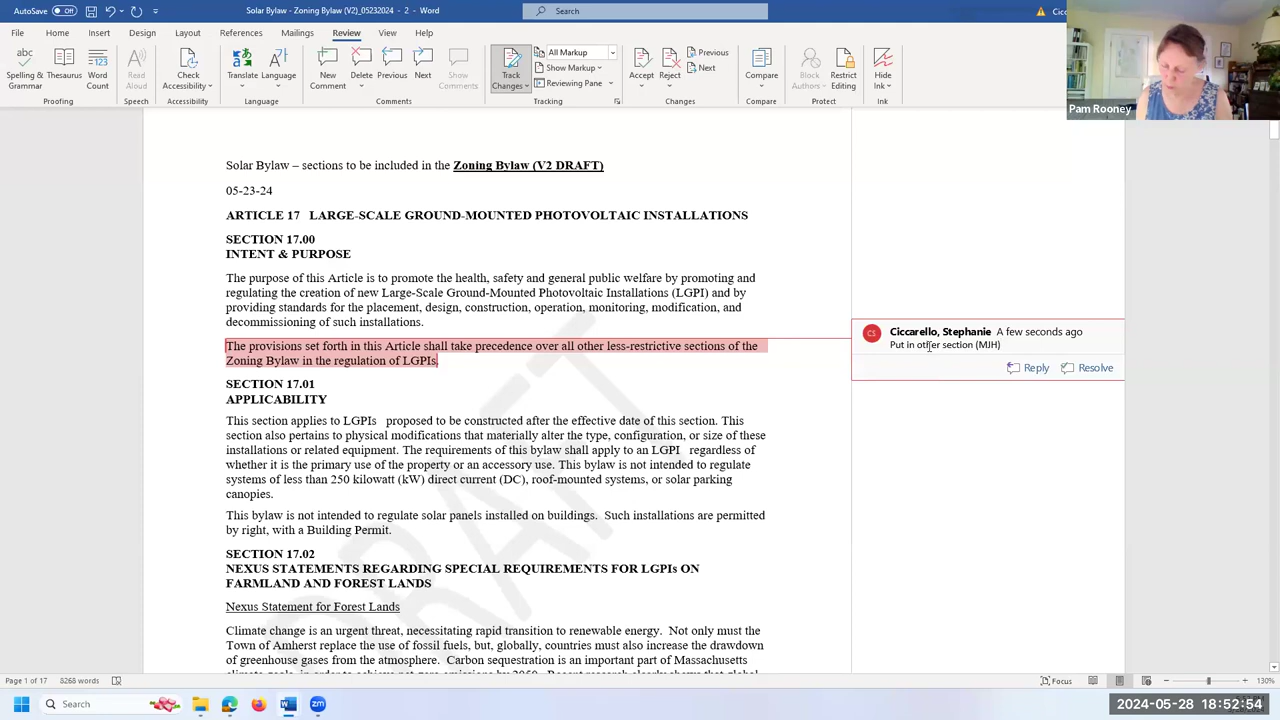 AutoSave Off Solar Bylaw - Zoning Bylaw (V2)_05232024 - 2 - Word Search
File Home Insert Draw Design Layout References Mailings Review View Help
Spelling & Grammar Thesaurus Word Count Read Aloud Check Accessibility Translate Language New Comment Delete Previous Next Show Comments Track Changes All Markup Show Markup Reviewing Pane Accept Reject Previous Next Compare Block Authors Restrict Editing Hide Ink
Proofing Speech Accessibility Language Comments Tracking Changes Compare Protect Ink
Pam Rooney
Solar Bylaw – sections to be included in the Zoning Bylaw (V2 DRAFT)
05-23-24
ARTICLE 17 LARGE-SCALE GROUND-MOUNTED PHOTOVOLTAIC INSTALLATIONS
SECTION 17.00
INTENT & PURPOSE
The purpose of this Article is to promote the health, safety and general public welfare by promoting and
regulating the creation of new Large-Scale Ground-Mounted Photovoltaic Installations (LGPI) and by
providing standards for the placement, design, construction, operation, monitoring, modification, and
decommissioning of such installations.
The provisions set forth in this Article shall take precedence over all other less-restrictive sections of the
Zoning Bylaw in the regulation of LGPIs.
Ciccarello, Stephanie A few seconds ago
Put in other section (MJH)
Reply Resolve
SECTION 17.01
APPLICABILITY
This section applies to LGPIs proposed to be constructed after the effective date of this section. This
section also pertains to physical modifications that materially alter the type, configuration, or size of these
installations or related equipment. The requirements of this bylaw shall apply to an LGPI regardless of
whether it is the primary use of the property or an accessory use. This bylaw is not intended to regulate
systems of less than 250 kilowatt (kW) direct current (DC), roof-mounted systems, or solar parking
canopies.
This bylaw is not intended to regulate solar panels installed on buildings. Such installations are permitted
by right, with a Building Permit.
SECTION 17.02
NEXUS STATEMENTS REGARDING SPECIAL REQUIREMENTS FOR LGPIs ON
FARMLAND AND FOREST LANDS
Nexus Statement for Forest Lands
Climate change is an urgent threat, necessitating rapid transition to renewable energy. Not only must the
Town of Amherst replace the use of fossil fuels, but, globally, countries must also increase the drawdown
of greenhouse gases from the atmosphere. Carbon sequestration is an important part of Massachusetts
DRAFT
Page 1 of 17 8268 words Focus 130%
Search 2024-05-28 18:52:54